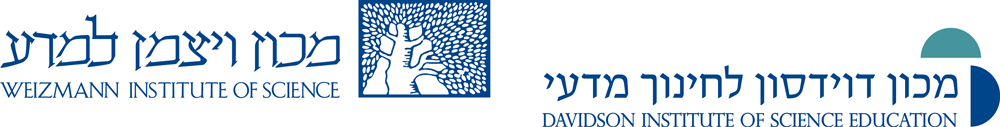 מכון ויצמן למדע
WEIZMANN INSTITUTE OF SCIENCE
מכון דוידסון לחינוך מדעי
DAVIDSON INSTITUTE OF SCIENCE EDUCATION